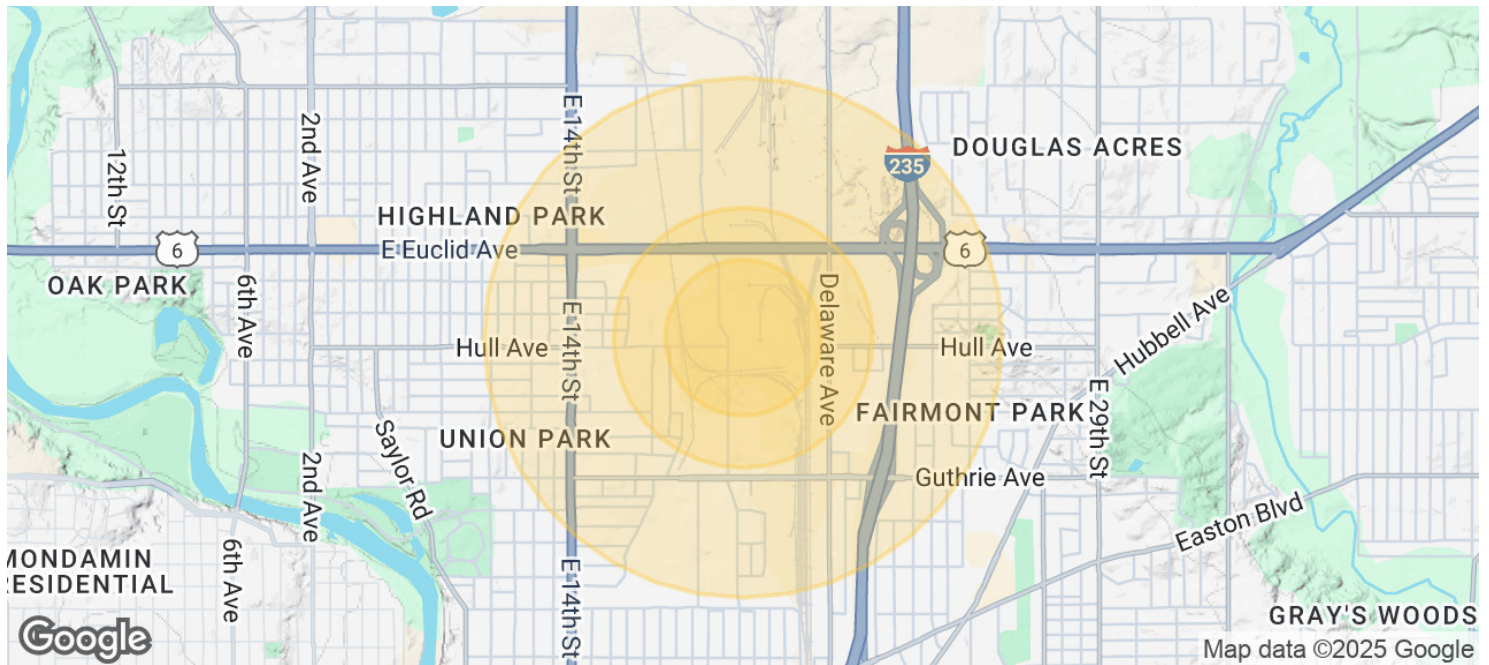 E 14th St
2nd Ave
12th St
DOUGLAS ACRES
235
HIGHLAND PARK
6
E Euclid Ave
6
OAK PARK
6th Ave
E 14th St
Delaware Ave
Hubbell Ave
Hull Ave
Hull Ave
FAIRMONT PARK
E 29th St
UNION PARK
Saylor Rd
2nd Ave
Guthrie Ave
Easton Blvd
MONDAMIN
RESIDENTIAL
6th Ave
E 14th St
GRAY'S WOODS
Google
Map data ©2025 Google